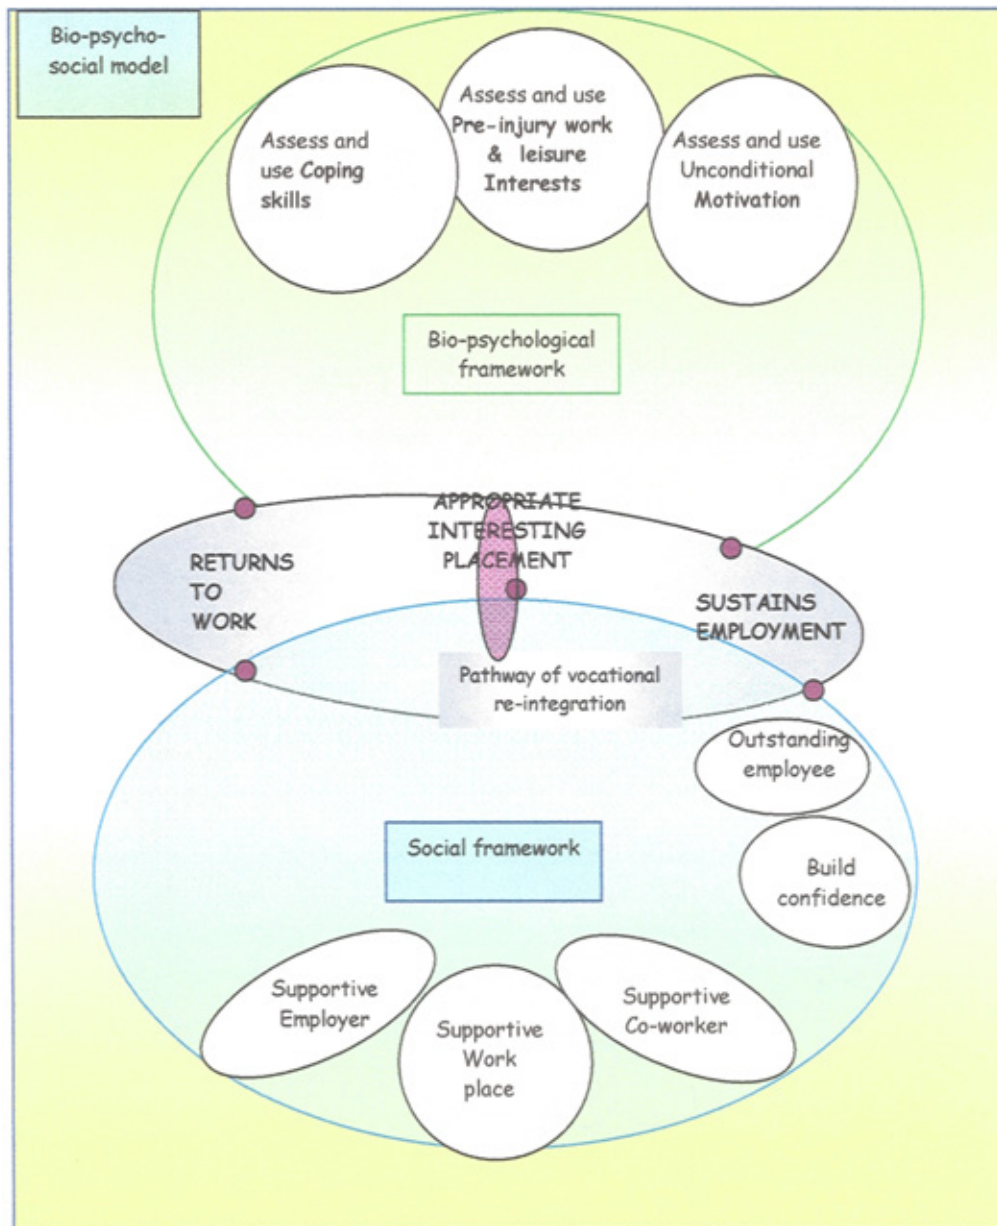 Bio-psycho-
social model
Assess and
use Coping
skills
Assess and use
Pre-injury work
& leisure
Interests
Assess and use
Unconditional
Motivation
Bio-psychological
framework
RETURNS
TO
WORK
APPROPRIATE
INTERESTING
PLACEMENT
SUSTAINS
EMPLOYMENT
Pathway of vocational
re-integration
Outstanding
employee
Build
confidence
Social framework
Supportive
Employer
Supportive
Work
place
Supportive
Co-worker